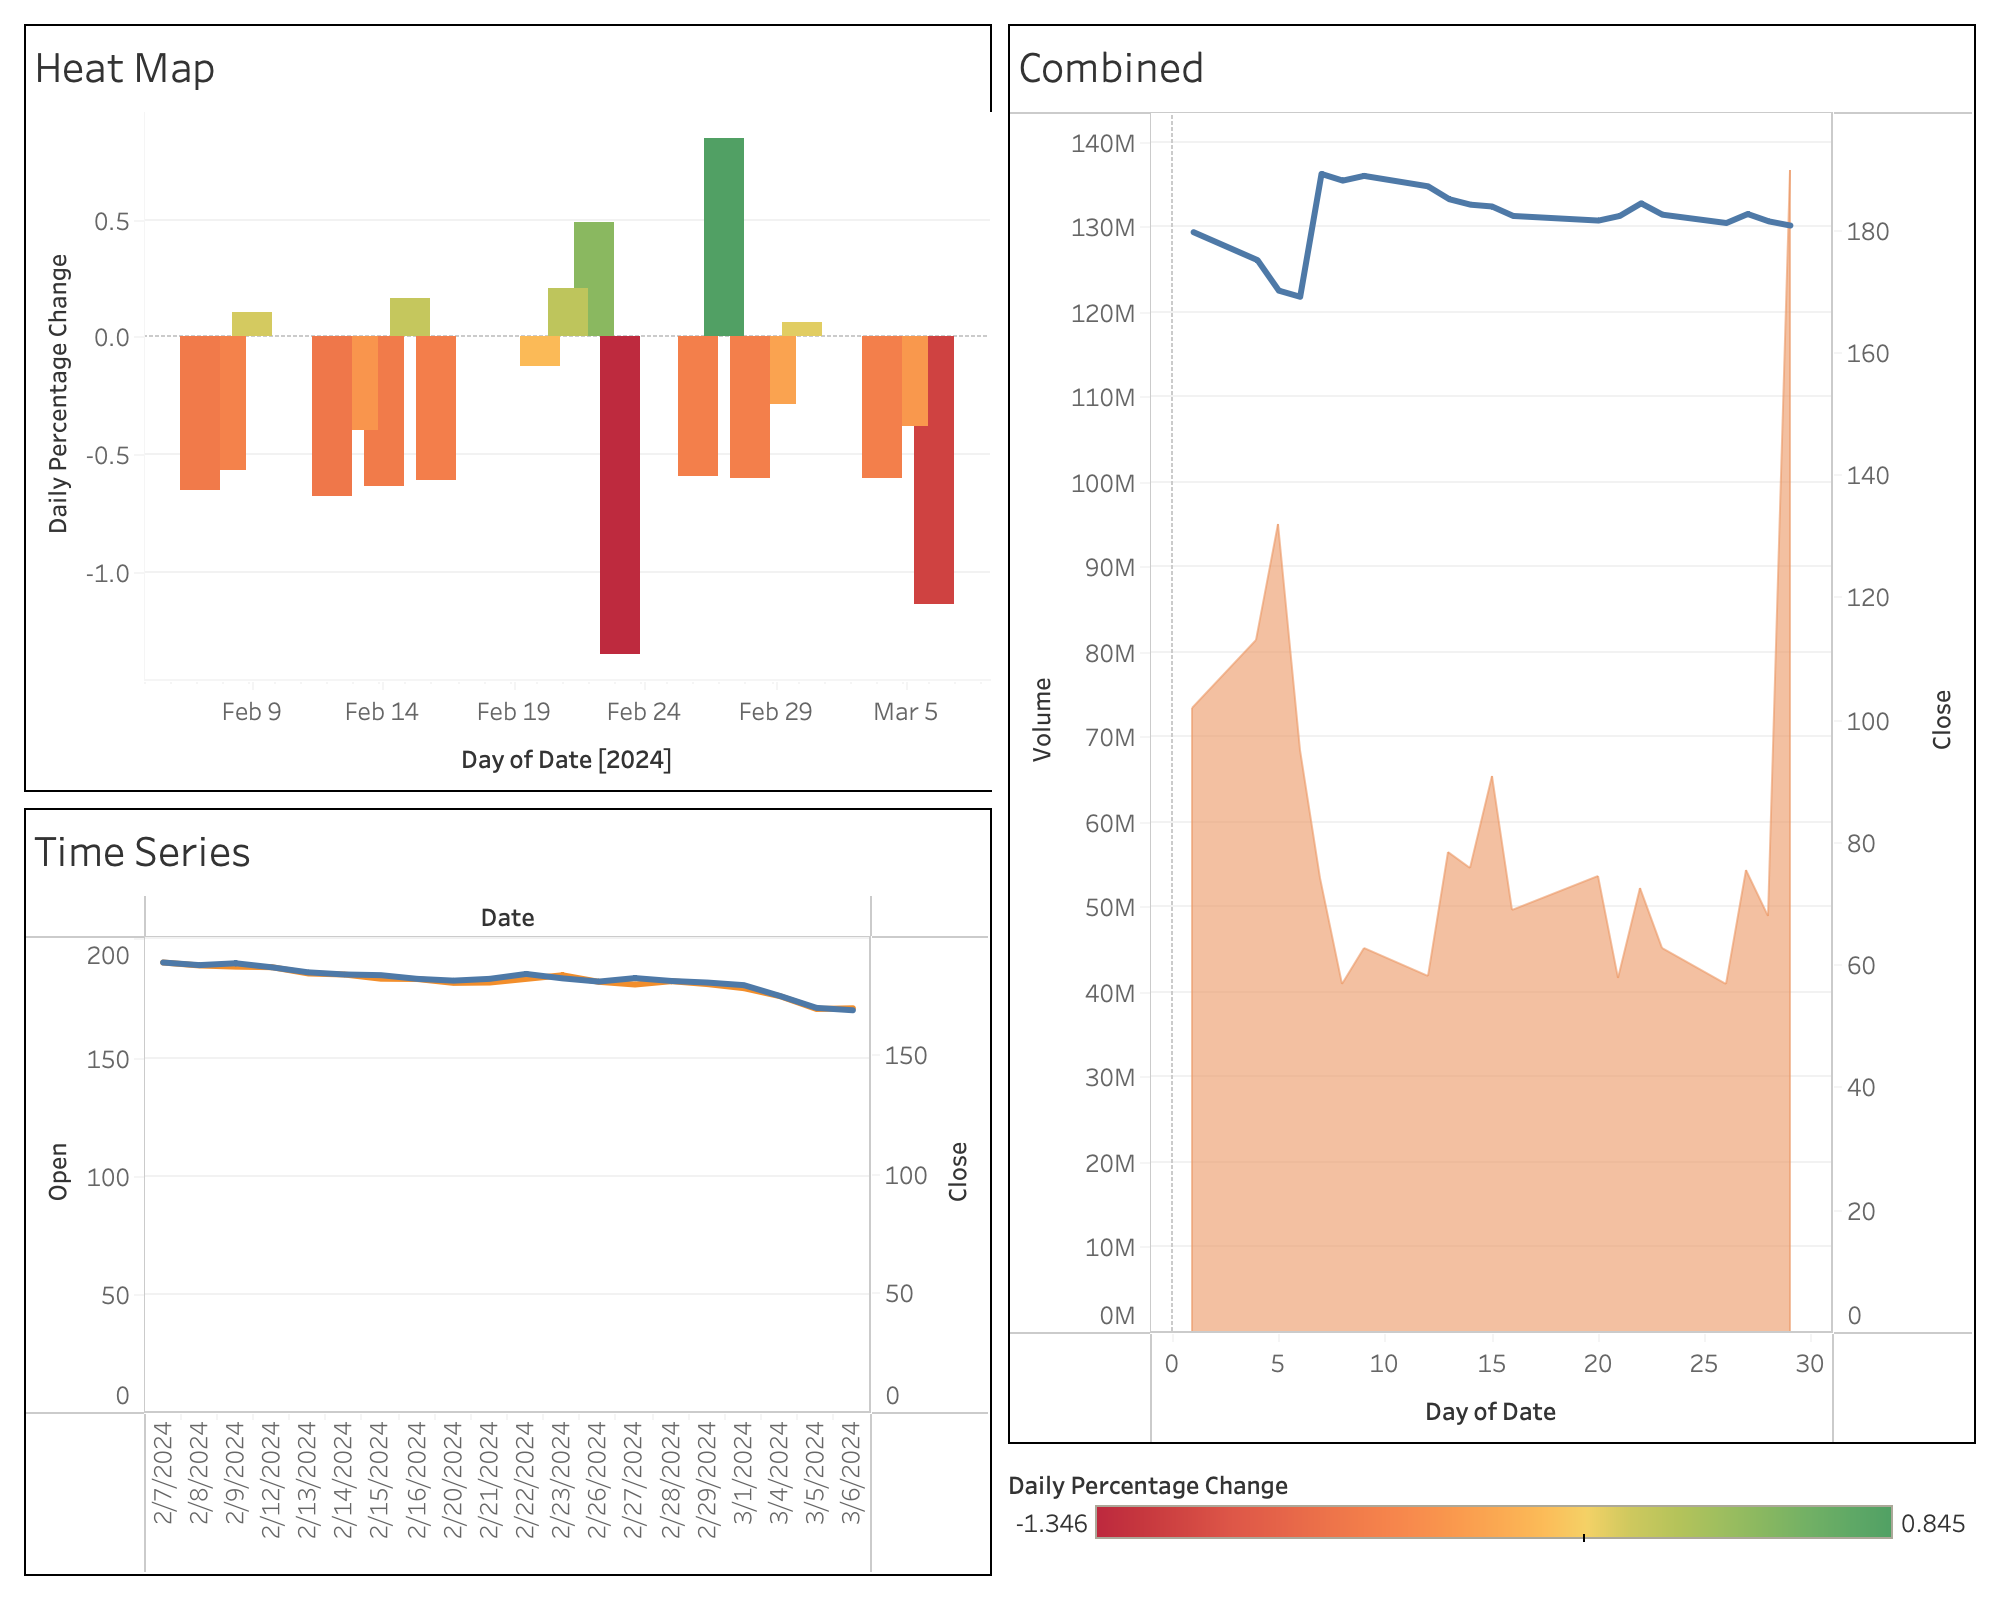 Heat Map
Daily Percentage Change
0.5
0.0
-0.5
-1.0
Feb 9
Feb 14
Feb 19
Feb 24
Feb 29
Mar 5
Day of Date [2024]
Time Series
Date
Open
200
150
100
50
0
150
100
50
0
Close
2/7/2024
2/8/2024
2/9/2024
2/12/2024
2/13/2024
2/14/2024
2/15/2024
2/16/2024
2/20/2024
2/21/2024
2/22/2024
2/23/2024
2/26/2024
2/27/2024
2/28/2024
2/29/2024
3/1/2024
3/4/2024
3/5/2024
3/6/2024
Combined
Volume
140M
130M
120M
110M
100M
90M
80M
70M
60M
50M
40M
30M
20M
10M
0M
180
160
140
120
100
80
60
40
20
0
Close
0
5
10
15
20
25
30
Day of Date
Daily Percentage Change
-1.346
0.845